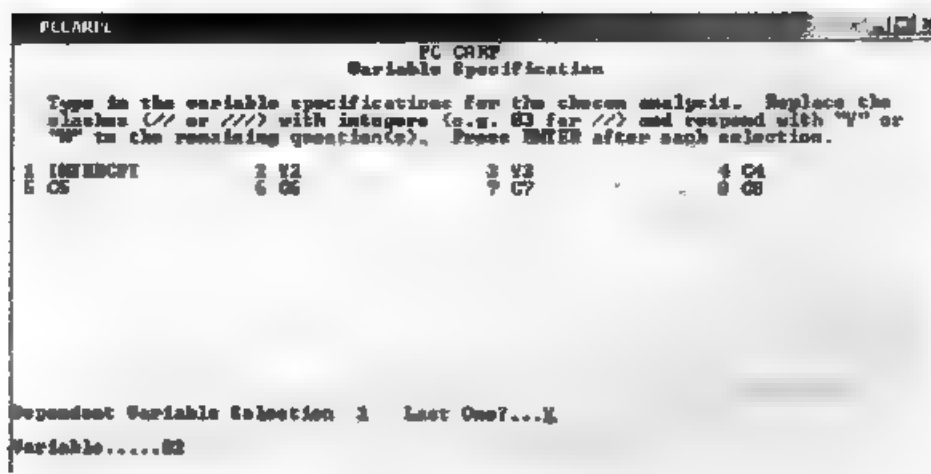 PCCARPL
PC CARP
Variable Specification
Type in the variable specifications for the chosen analysis. Replace the
slashes (// or ///) with integers (e.g. 03 for //) and respond with "Y" or
"N" to the remaining question(s). Press ENTER after each selection.
1 INTERCPT 2 V2 3 V3 4 C4
5 C5 6 C6 7 C7 8 C8
Dependent Variable Selection 1 Last One?...Y
Variable.....02